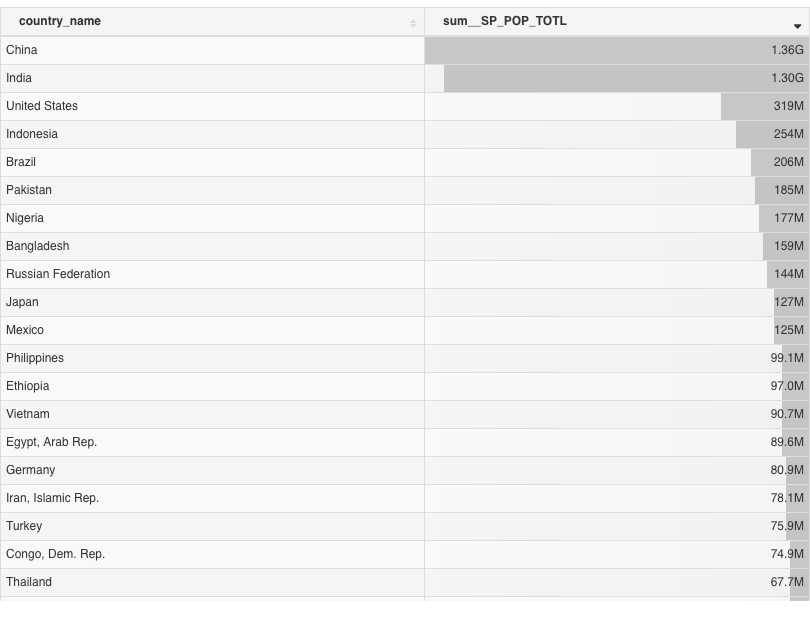 country_name sum__SP_POP_TOTL
China 1.36G
India 1.30G
United States 319M
Indonesia 254M
Brazil 206M
Pakistan 185M
Nigeria 177M
Bangladesh 159M
Russian Federation 144M
Japan 127M
Mexico 125M
Philippines 99.1M
Ethiopia 97.0M
Vietnam 90.7M
Egypt, Arab Rep. 89.6M
Germany 80.9M
Iran, Islamic Rep. 78.1M
Turkey 75.9M
Congo, Dem. Rep. 74.9M
Thailand 67.7M